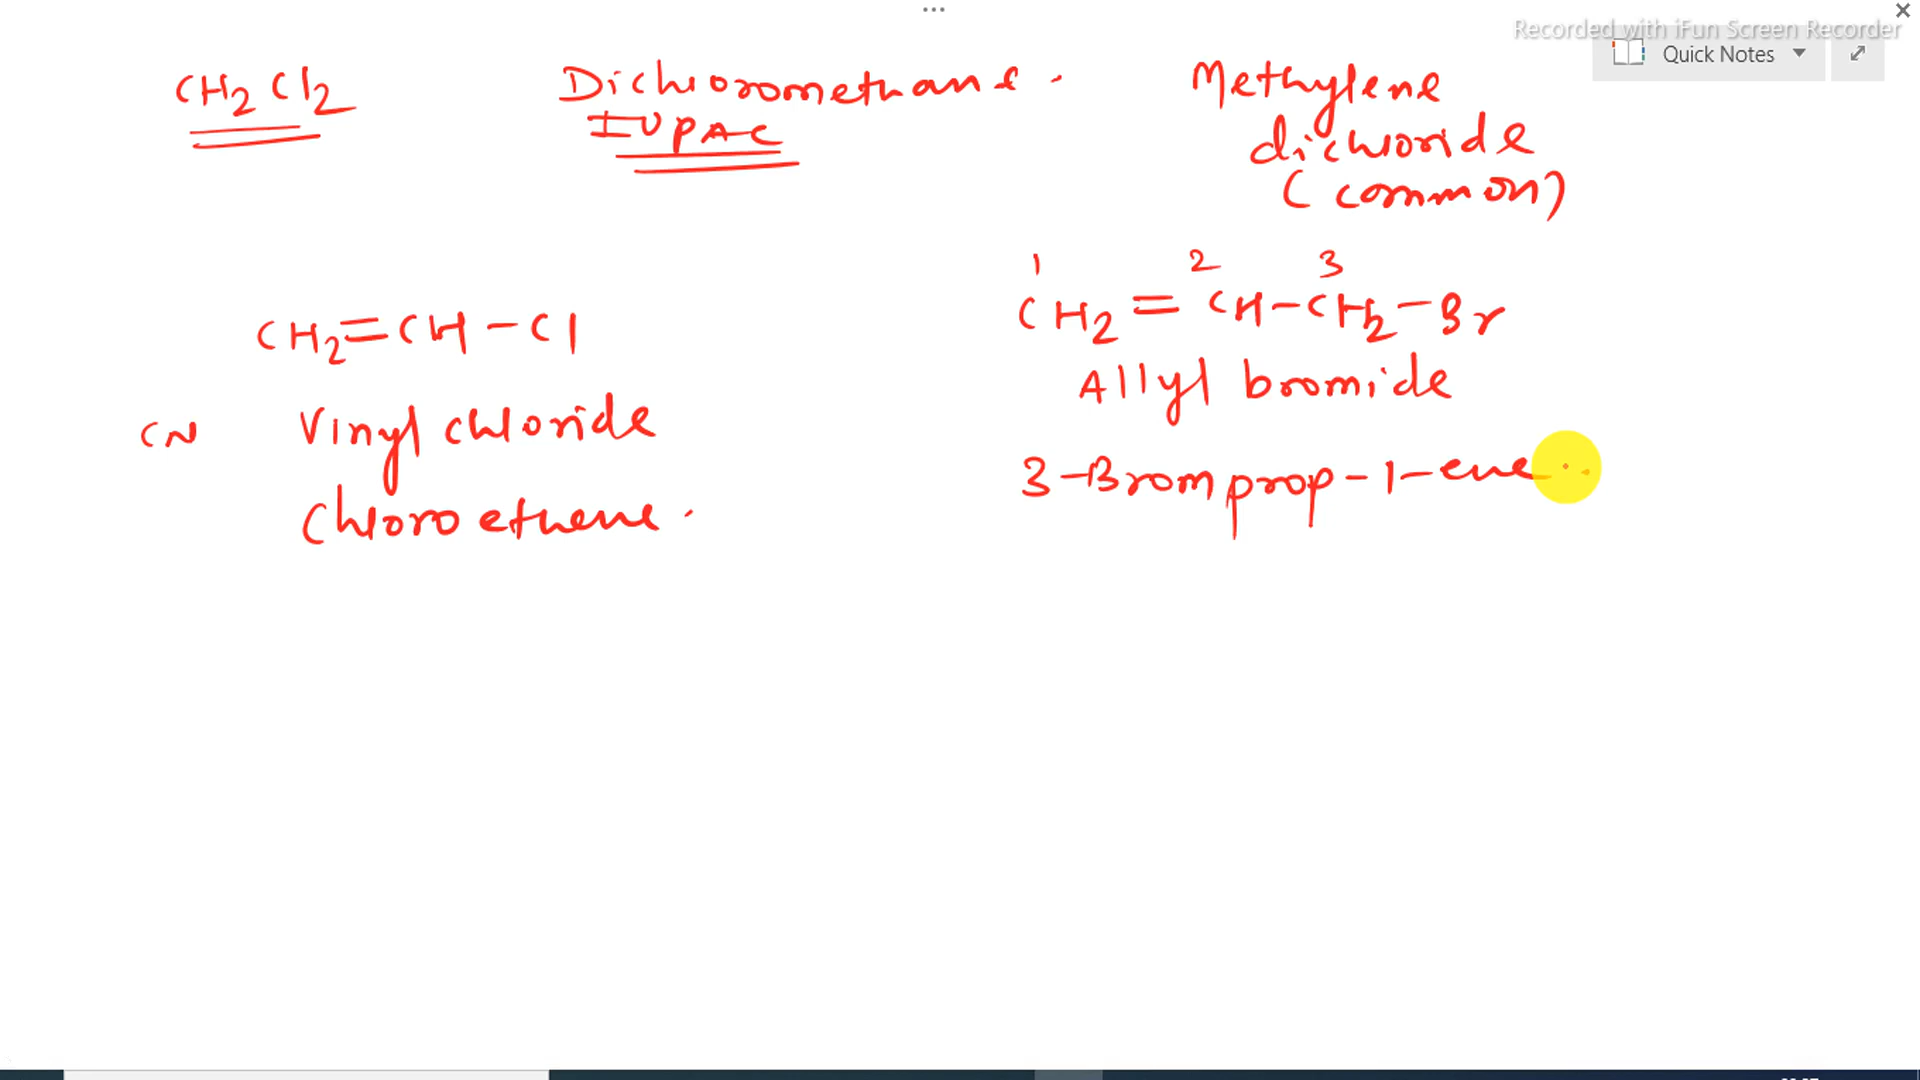 Recorded with iFun Screen Recorder
Quick Notes
CH2Cl2 Dichloromethane. Methylene
IUPAC dichloride
(common)
1 2 3
CH2=CH-Cl CH2=CH-CH2-Br
Allyl bromide
CN Vinyl chloride
3-Bromprop-1-ene.
Chloroethene.